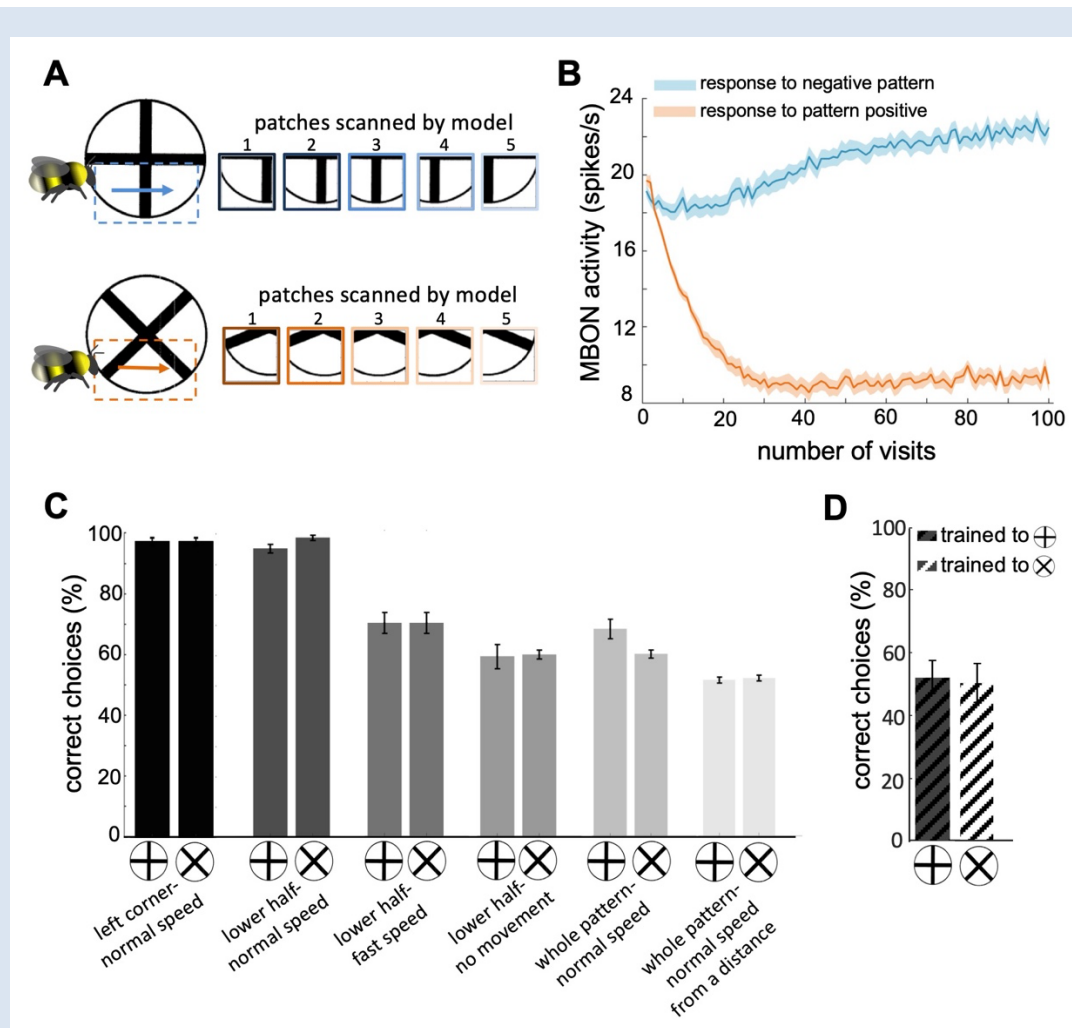 A
patches scanned by model
1 2 3 4 5
patches scanned by model
1 2 3 4 5
B
response to negative pattern
response to pattern positive
MBON activity (spikes/s)
24
20
16
12
8
0 20 40 60 80 100
number of visits
C
correct choices (%)
100
80
60
40
20
0
left corner-
normal speed
lower half-
normal speed
lower half-
fast speed
lower half-
no movement
whole pattern-
normal speed
whole pattern-
normal speed
from a distance
D
correct choices (%)
100
80
60
40
20
0
trained to
trained to